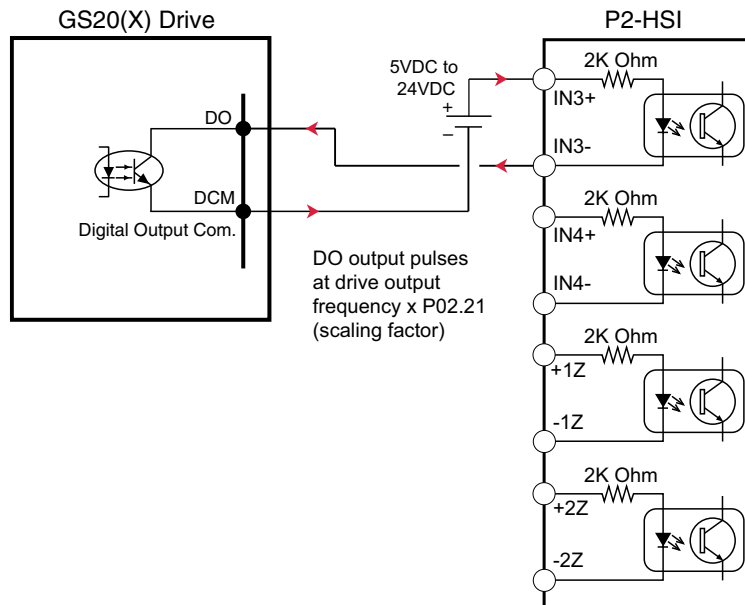 GS20(X) Drive
DO
DCM
Digital Output Com.
5VDC to
24VDC
+
–
DO output pulses
at drive output
frequency x P02.21
(scaling factor)
P2-HSI
2K Ohm
IN3+
IN3-
2K Ohm
IN4+
IN4-
2K Ohm
+1Z
-1Z
2K Ohm
+2Z
-2Z